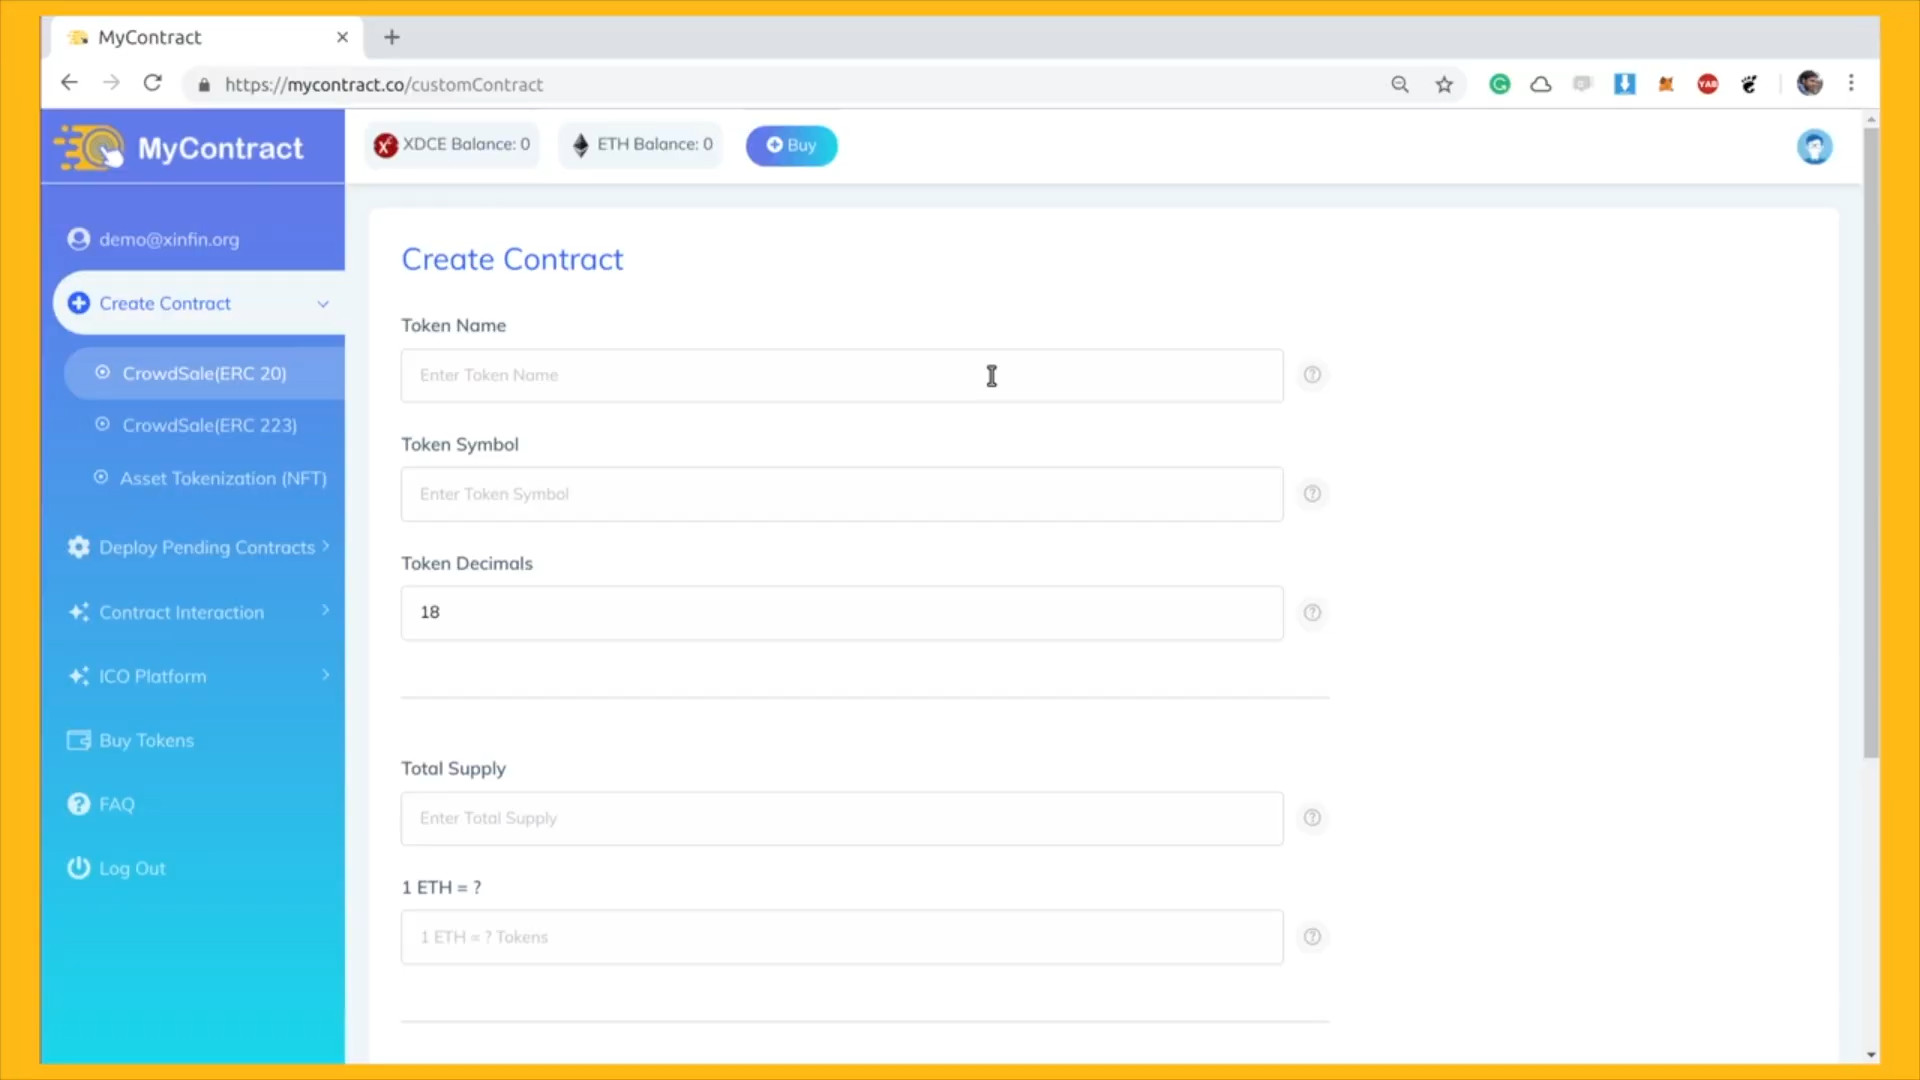 MyContract
https://mycontract.co/customContract
YAB
MyContract
XDCE Balance: 0
ETH Balance: 0
Buy
demo@xinfin.org
Create Contract
CrowdSale(ERC 20)
CrowdSale(ERC 223)
Asset Tokenization (NFT)
Deploy Pending Contracts
Contract Interaction
ICO Platform
Buy Tokens
FAQ
Log Out
Create Contract
Token Name
Enter Token Name
Token Symbol
Enter Token Symbol
Token Decimals
18
Total Supply
Enter Total Supply
1 ETH = ?
1 ETH = ? Tokens